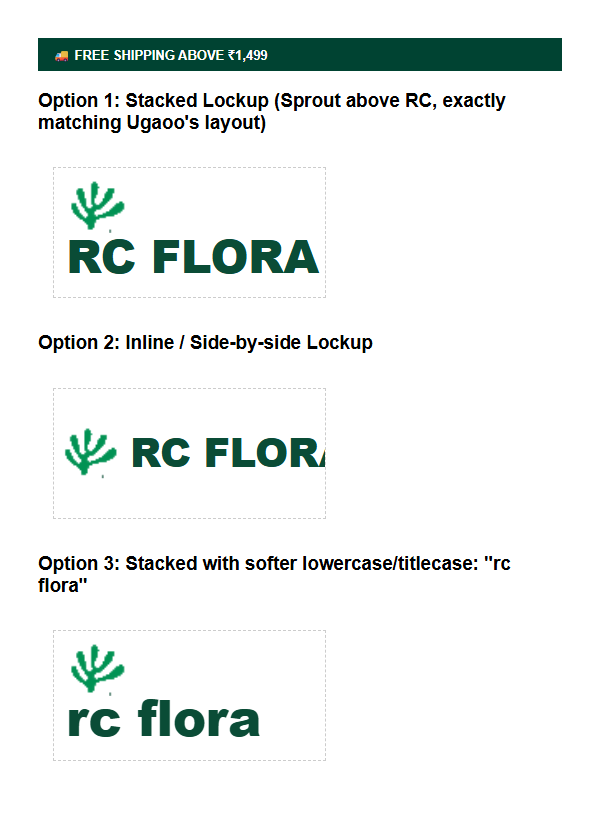 🚚 FREE SHIPPING ABOVE ₹1,499
Option 1: Stacked Lockup (Sprout above RC, exactly
matching Ugaoo's layout)
RC FLORA
Option 2: Inline / Side-by-side Lockup
RC FLORA
Option 3: Stacked with softer lowercase/titlecase: "rc
flora"
rc flora